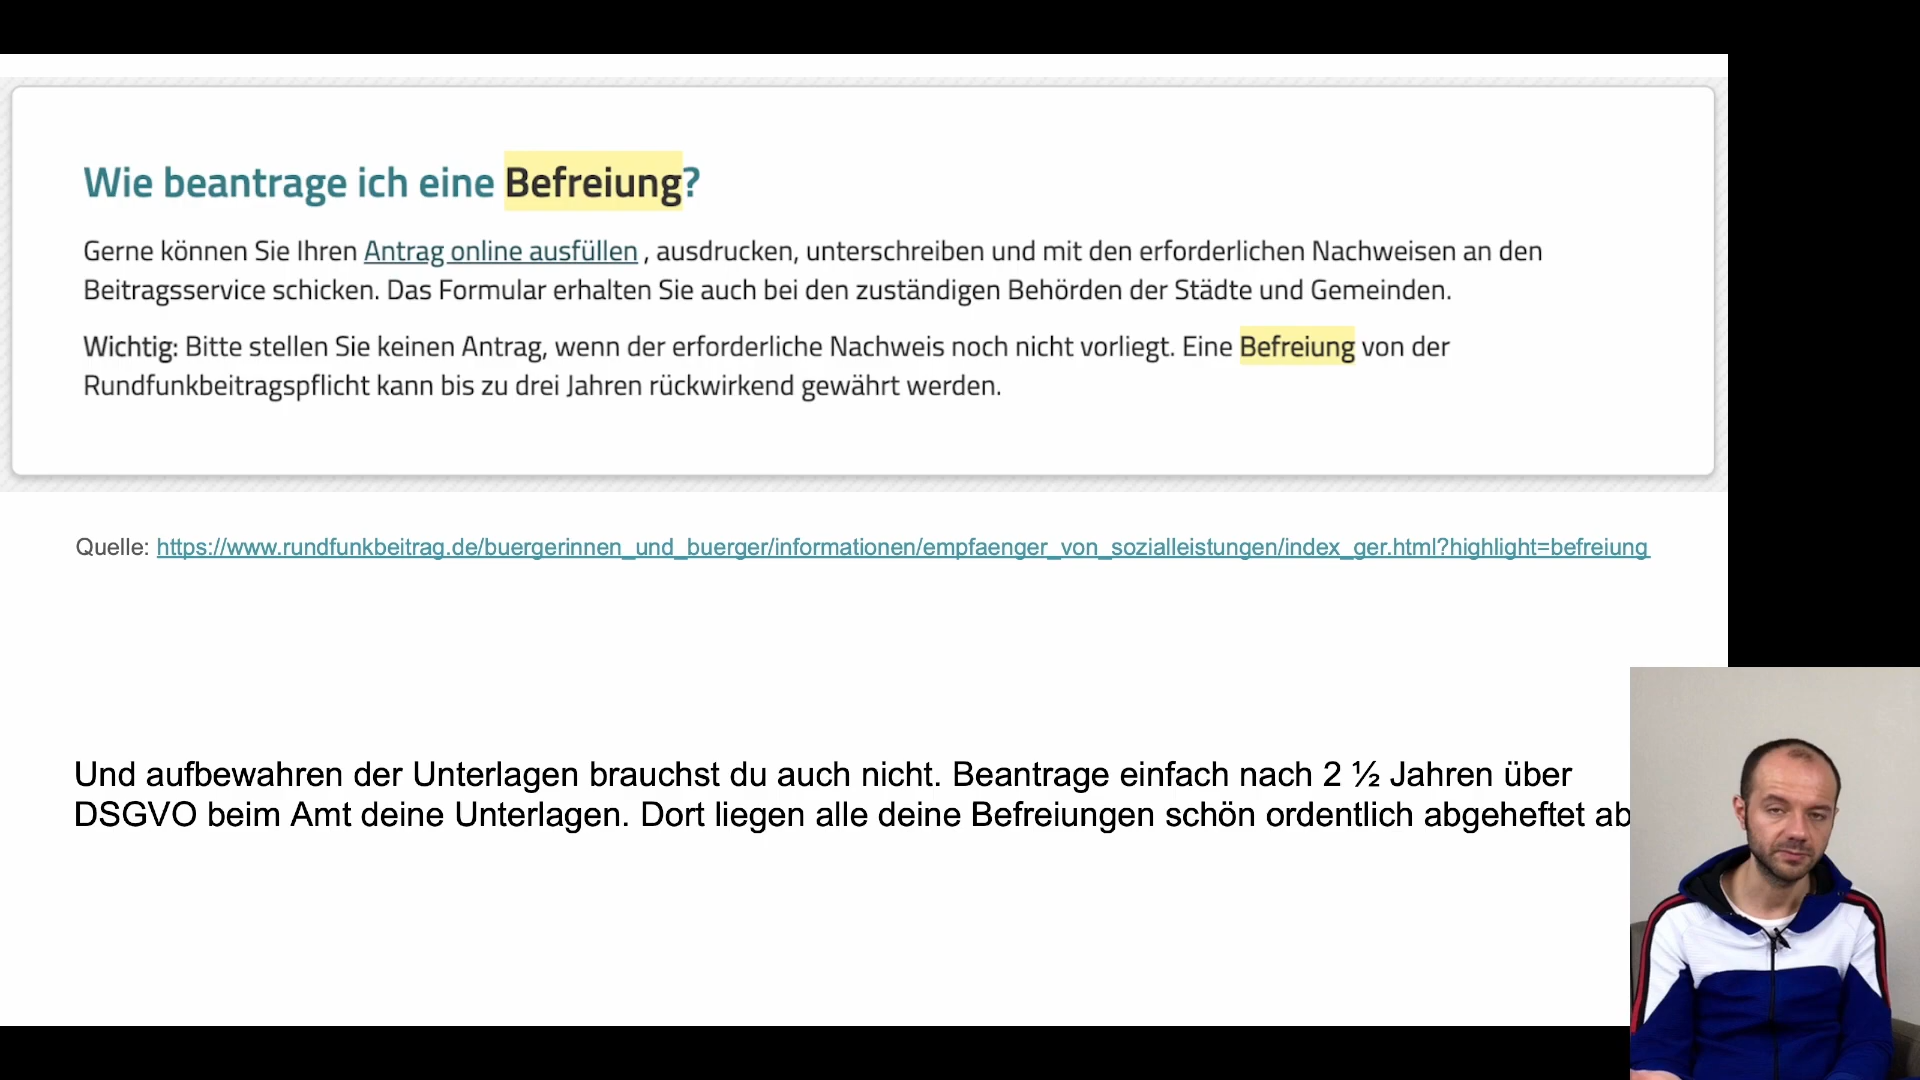 Wie beantrage ich eine Befreiung?
Gerne können Sie Ihren Antrag online ausfüllen , ausdrucken, unterschreiben und mit den erforderlichen Nachweisen an den
Beitragsservice schicken. Das Formular erhalten Sie auch bei den zuständigen Behörden der Städte und Gemeinden.
Wichtig: Bitte stellen Sie keinen Antrag, wenn der erforderliche Nachweis noch nicht vorliegt. Eine Befreiung von der
Rundfunkbeitragspflicht kann bis zu drei Jahren rückwirkend gewährt werden.
Quelle: https://www.rundfunkbeitrag.de/buergerinnen_und_buerger/informationen/empfaenger_von_sozialleistungen/index_ger.html?highlight=befreiung
Und aufbewahren der Unterlagen brauchst du auch nicht. Beantrage einfach nach 2 ½ Jahren über
DSGVO beim Amt deine Unterlagen. Dort liegen alle deine Befreiungen schön ordentlich abgeheftet ab